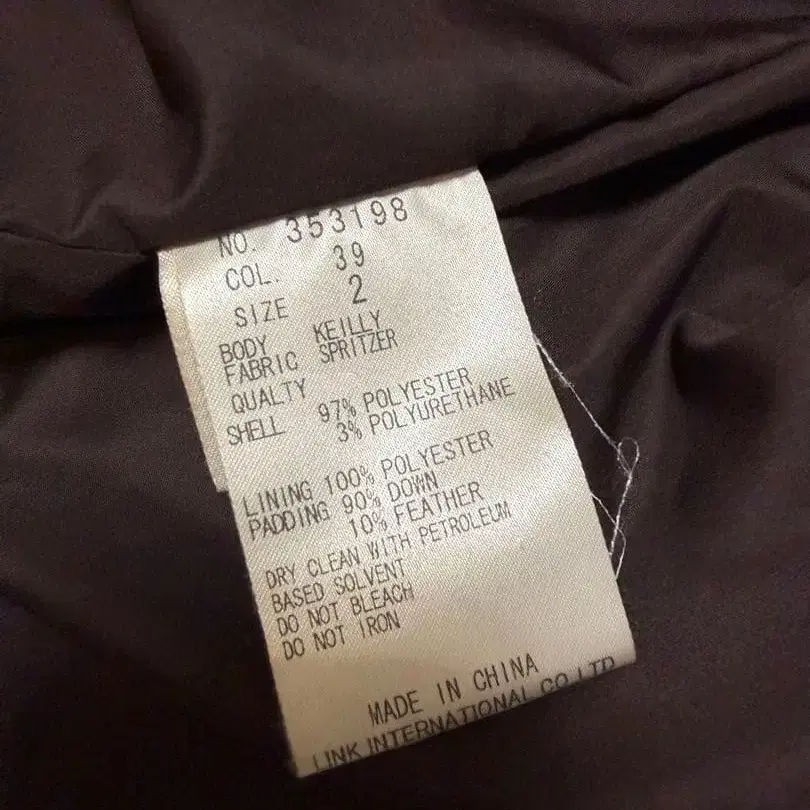 NO. 353198
COL. 39
SIZE 2
BODY KEILLY
FABRIC SPRITZER
QUALTY
SHELL 97% POLYESTER
3% POLYURETHANE
LINING 100% POLYESTER
PADDING 90% DOWN
10% FEATHER
DRY CLEAN WITH PETROLEUM
BASED SOLVENT
DO NOT BLEACH
DO NOT IRON
MADE IN CHINA
LINK INTERNATIONAL CO.LTD